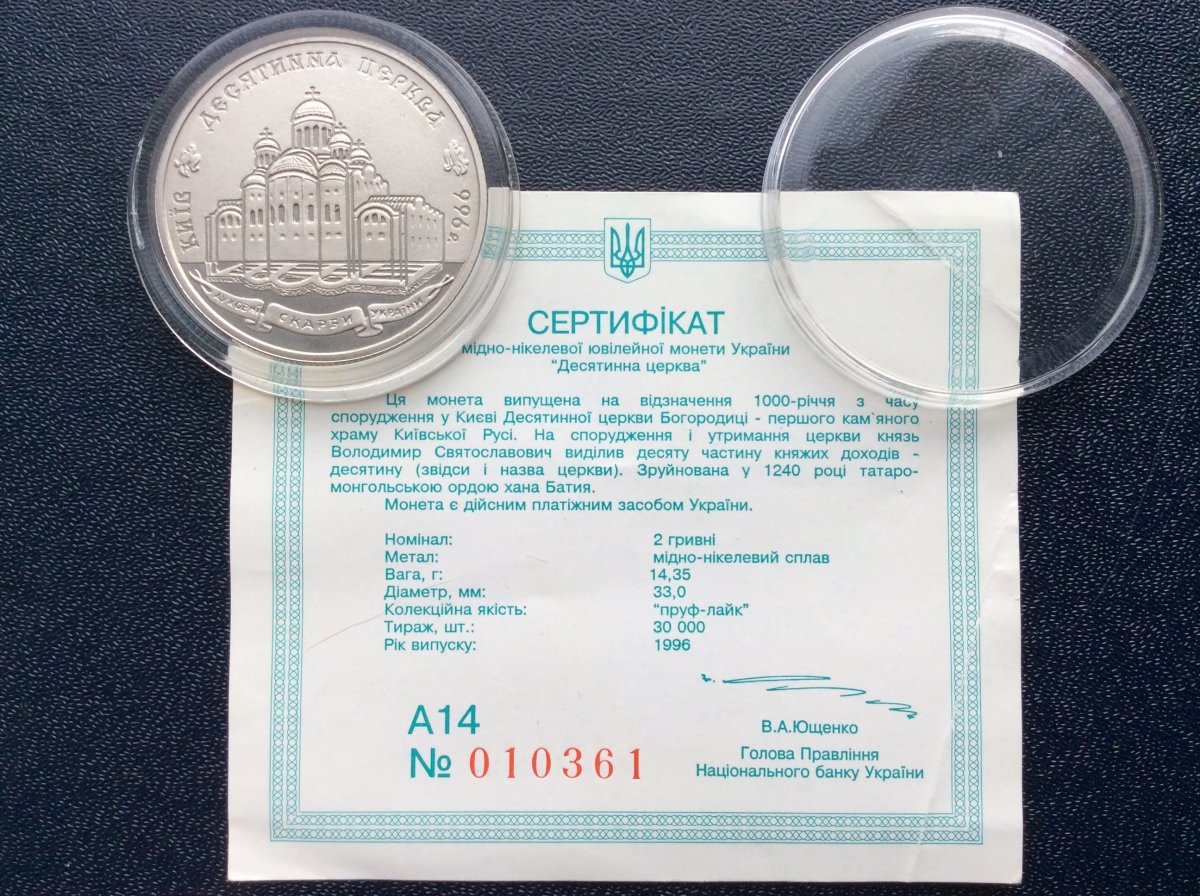 ДЕСЯТИННА ЦЕРКВА
КИЇВ
996 р.
ДУХОВНІ СКАРБИ УКРАЇНИ
СЕРТИФІКАТ
мідно-нікелевої ювілейної монети України
“Десятинна церква”
Ця монета випущена на відзначення 1000-річчя з часу
спорудження у Києві Десятинної церкви Богородиці - першого кам`яного
храму Київської Русі. На спорудження і утримання церкви князь
Володимир Святославович виділив десяту частину княжих доходів -
десятину (звідси і назва церкви). Зруйнована у 1240 році татаро-
монгольською ордою хана Батия.
Монета є дійсним платіжним засобом України.
Номінал: 2 гривні
Метал: мідно-нікелевий сплав
Вага, г: 14,35
Діаметр, мм: 33,0
Колекційна якість: “пруф-лайк”
Тираж, шт.: 30 000
Рік випуску: 1996
А14
№ 010361
В.А.Ющенко
Голова Правління
Національного банку України